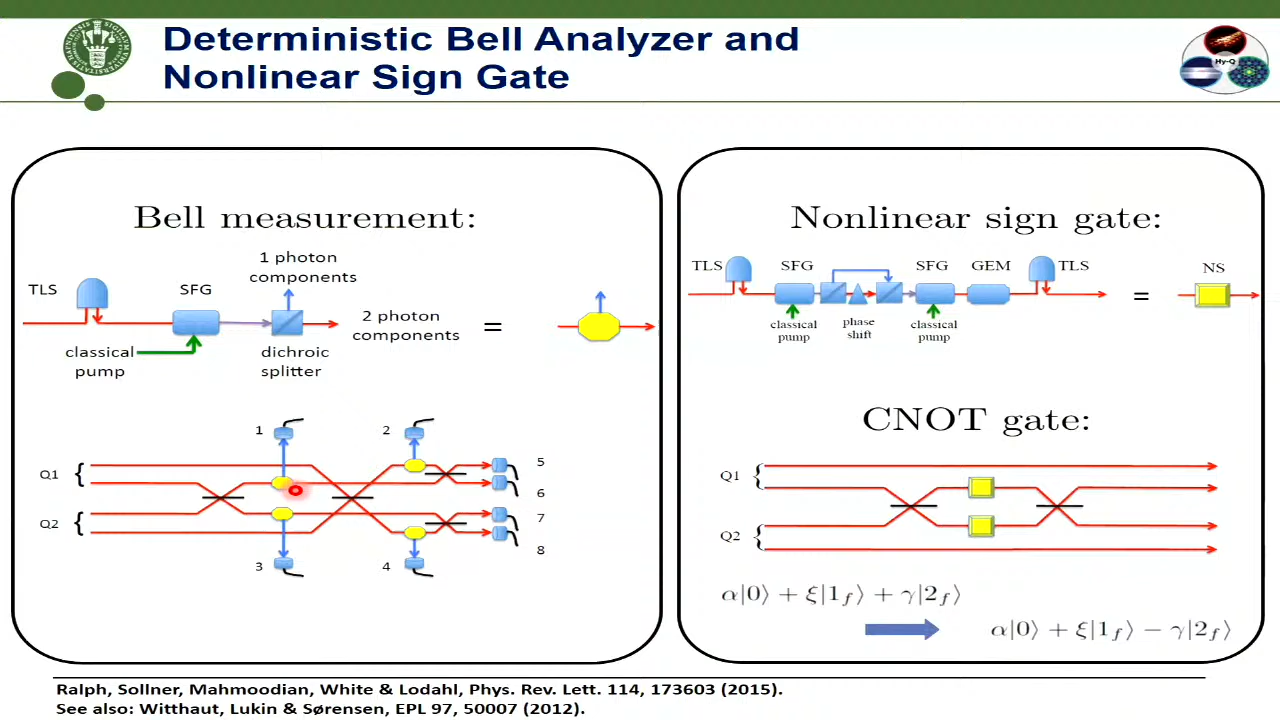 Deterministic Bell Analyzer and
Nonlinear Sign Gate
Hy-Q
Bell measurement:
1 photon
components
TLS
SFG
2 photon
components
=
classical
pump
dichroic
splitter
1
2
Q1
Q2
5
6
7
8
3
4
Nonlinear sign gate:
TLS
SFG
SFG
GEM
TLS
NS
=
classical
pump
phase
shift
classical
pump
CNOT gate:
Q1
Q2
α|0⟩ + ξ|1_f⟩ + γ|2_f⟩
α|0⟩ + ξ|1_f⟩ − γ|2_f⟩
Ralph, Sollner, Mahmoodian, White & Lodahl, Phys. Rev. Lett. 114, 173603 (2015).
See also: Witthaut, Lukin & Sørensen, EPL 97, 50007 (2012).